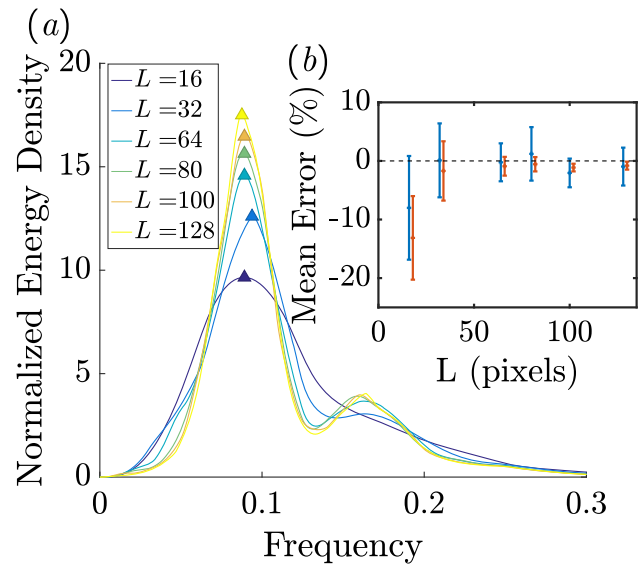 (a)
Normalized Energy Density
20
15
10
5
0
L = 16
L = 32
L = 64
L = 80
L = 100
L = 128
0
0.1
0.2
0.3
Frequency
(b)
Mean Error (%)
10
0
-10
-20
0
50
100
L (pixels)